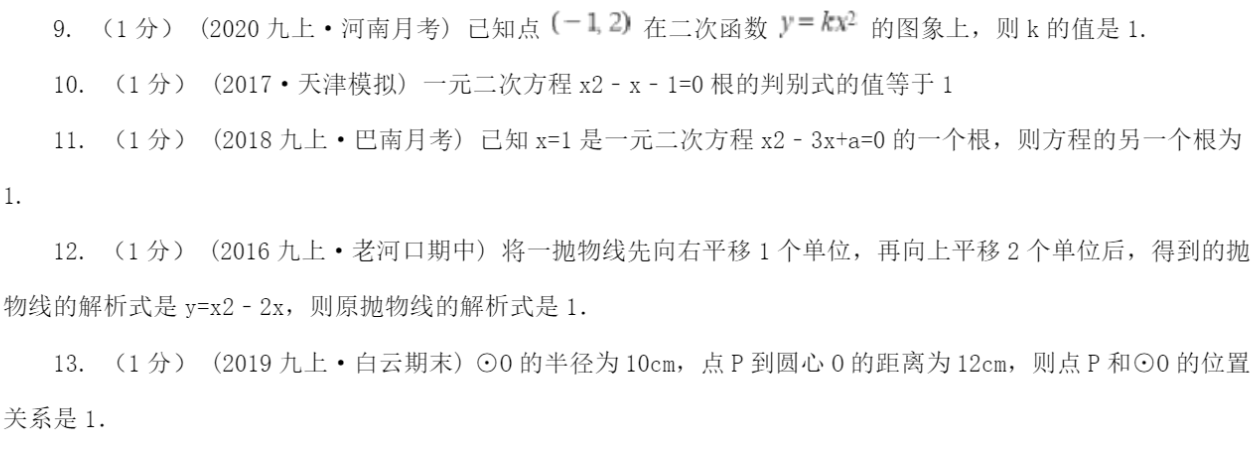 9. （1 分） (2020 九上·河南月考) 已知点 (−1, 2) 在二次函数 y = kx² 的图象上，则 k 的值是 1.
10. （1 分） (2017·天津模拟) 一元二次方程 x2﹣x﹣1=0 根的判别式的值等于 1
11. （1 分） (2018 九上·巴南月考) 已知 x=1 是一元二次方程 x2﹣3x+a=0 的一个根，则方程的另一个根为
1.
12. （1 分） (2016 九上·老河口期中) 将一抛物线先向右平移 1 个单位，再向上平移 2 个单位后，得到的抛
物线的解析式是 y=x2﹣2x，则原抛物线的解析式是 1.
13. （1 分） (2019 九上·白云期末) ⊙O 的半径为 10cm，点 P 到圆心 O 的距离为 12cm，则点 P 和⊙O 的位置
关系是 1.